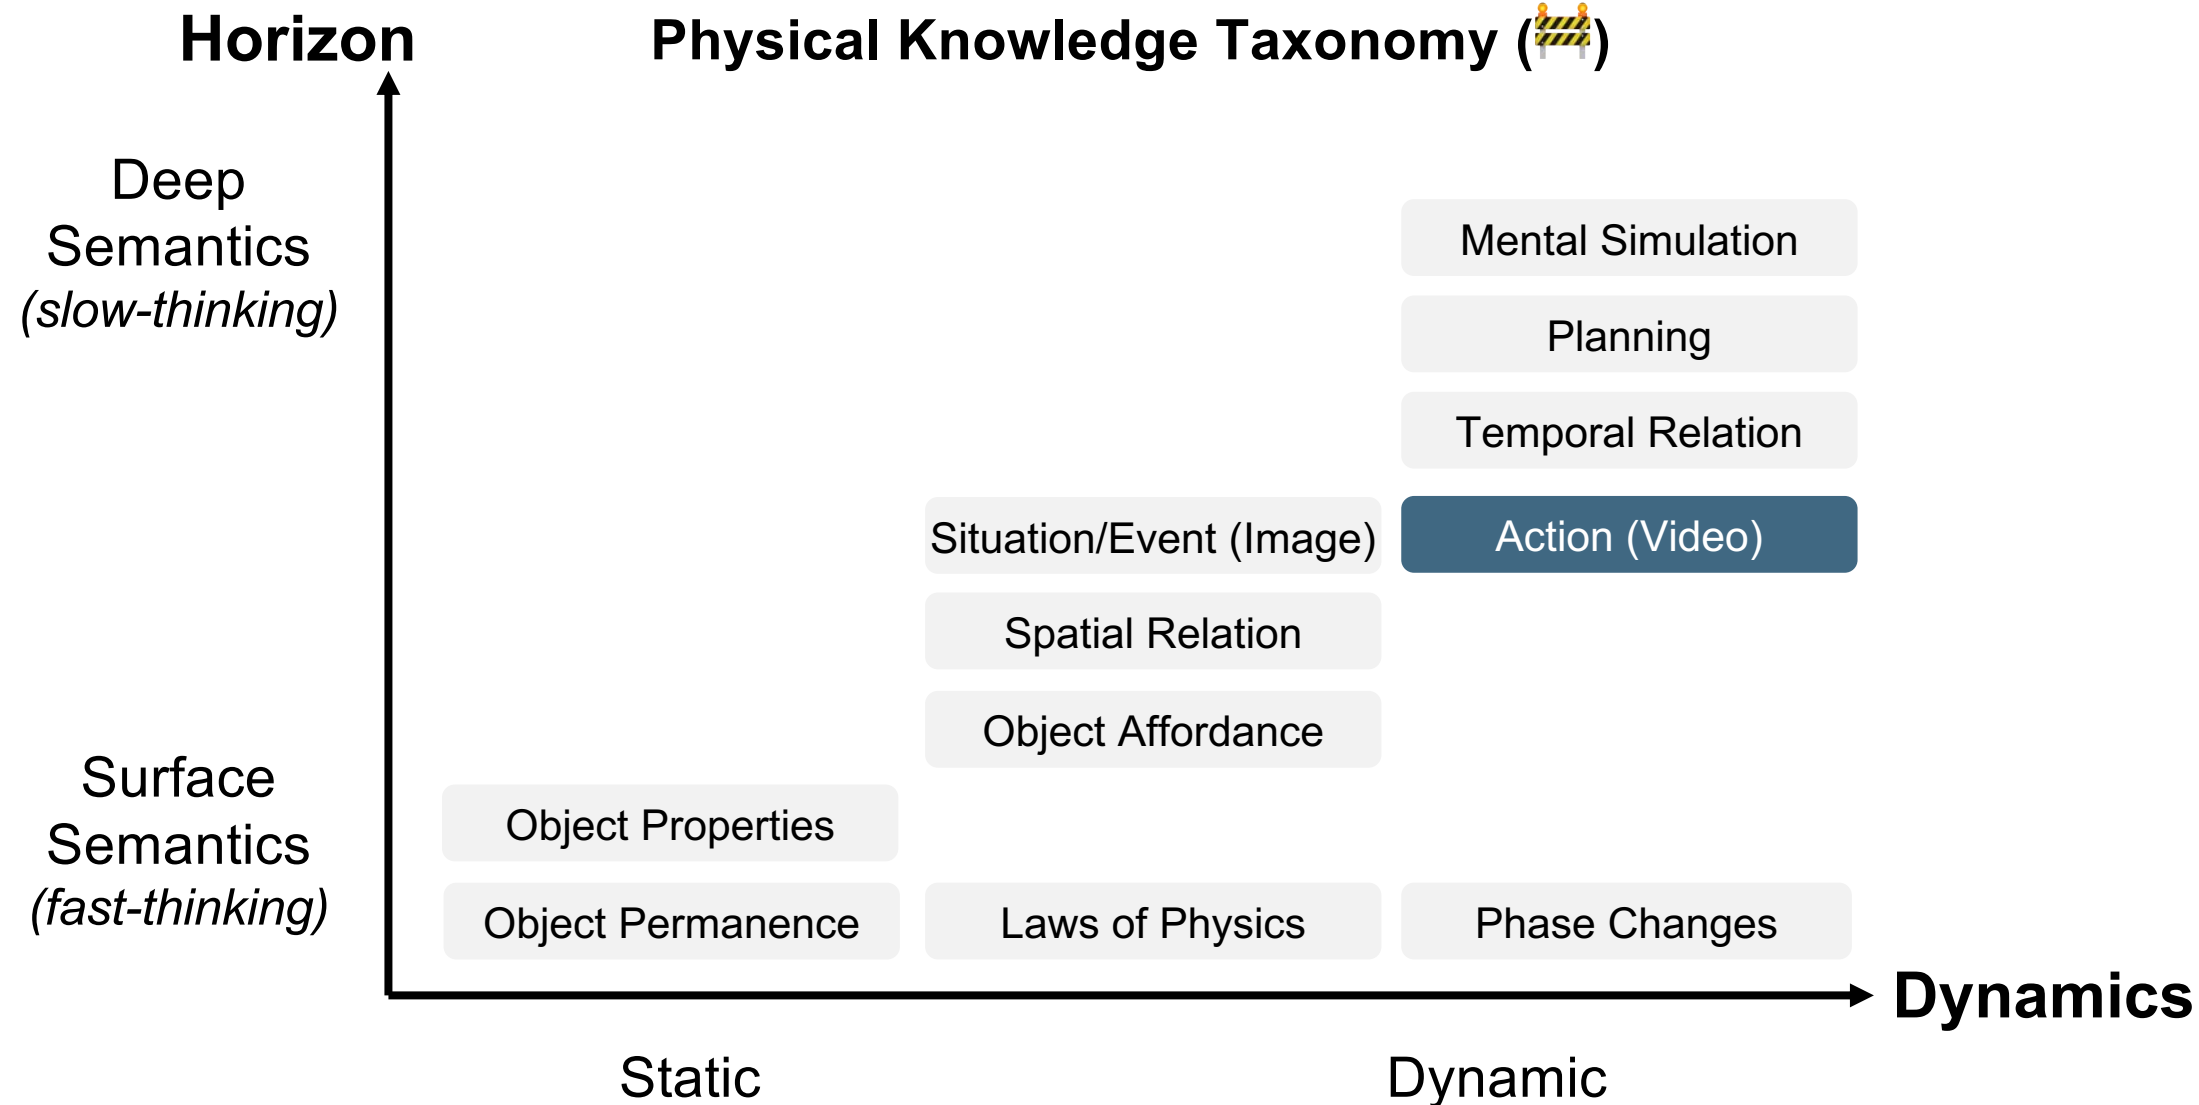 Horizon
Physical Knowledge Taxonomy (🚧)
Deep
Semantics
(slow-thinking)
Mental Simulation
Planning
Temporal Relation
Situation/Event (Image)
Action (Video)
Spatial Relation
Object Affordance
Surface
Semantics
(fast-thinking)
Object Properties
Object Permanence
Laws of Physics
Phase Changes
Dynamics
Static
Dynamic